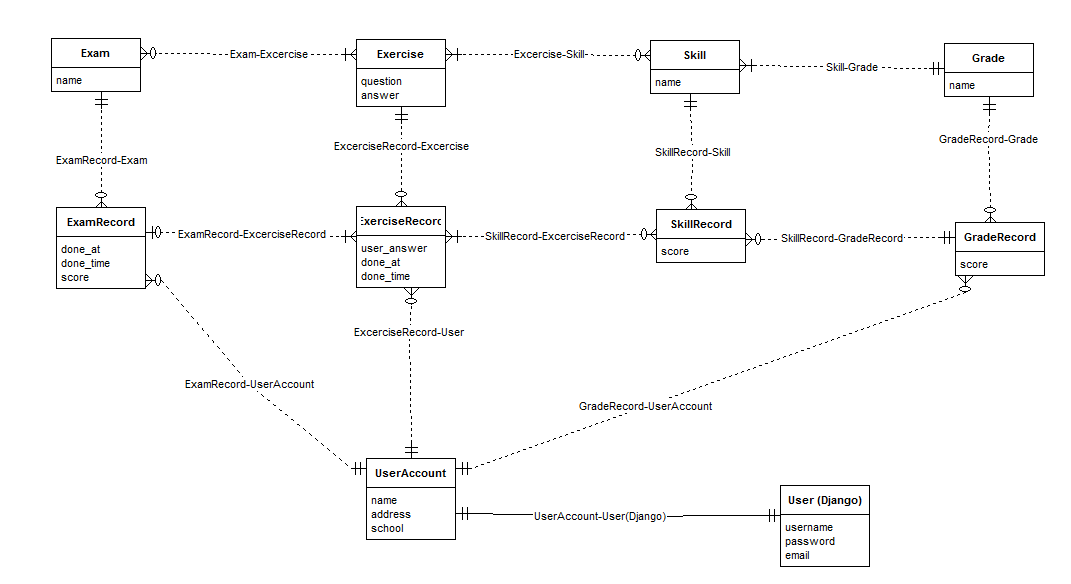 Exam
name
Exam-Excercise
Exercise
question
answer
Excercise-Skill
Skill
name
Skill-Grade
Grade
name
ExamRecord-Exam
ExcerciseRecord-Excercise
SkillRecord-Skill
GradeRecord-Grade
ExamRecord
done_at
done_time
score
ExamRecord-ExcerciseRecord
ExerciseRecord
user_answer
done_at
done_time
SkillRecord-ExcerciseRecord
SkillRecord
score
SkillRecord-GradeRecord
GradeRecord
score
ExcerciseRecord-User
ExamRecord-UserAccount
GradeRecord-UserAccount
UserAccount
name
address
school
UserAccount-User(Django)
User (Django)
username
password
email